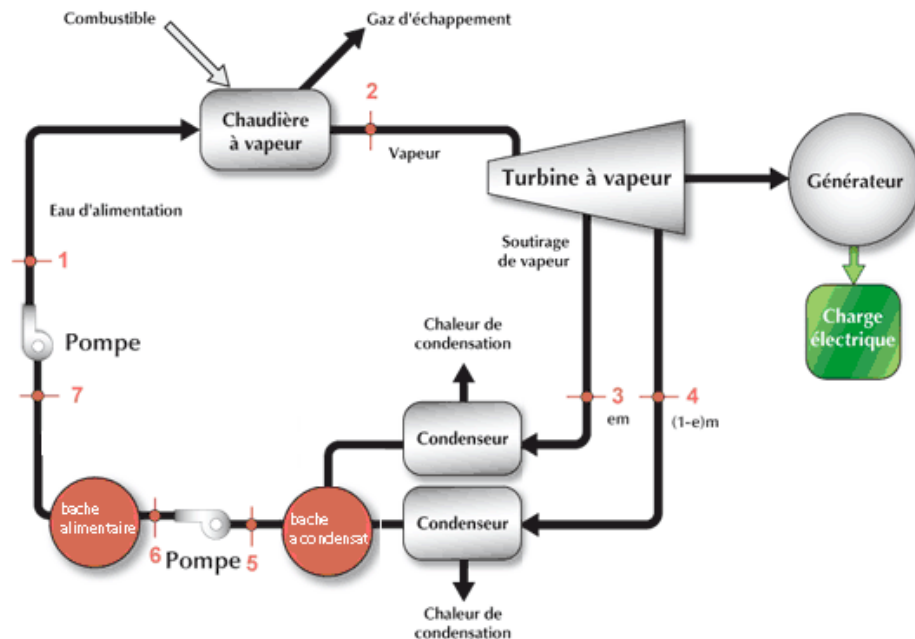 Combustible
Gaz d'échappement
2
Chaudière
à vapeur
Vapeur
Turbine à vapeur
Générateur
Eau d'alimentation
Soutirage
de vapeur
1
Charge
électrique
Pompe
Chaleur de
condensation
7
3
4
em
(1-e)m
Condenseur
bache
alimentaire
bache
a condensat
Condenseur
6
Pompe
5
Chaleur de
condensation